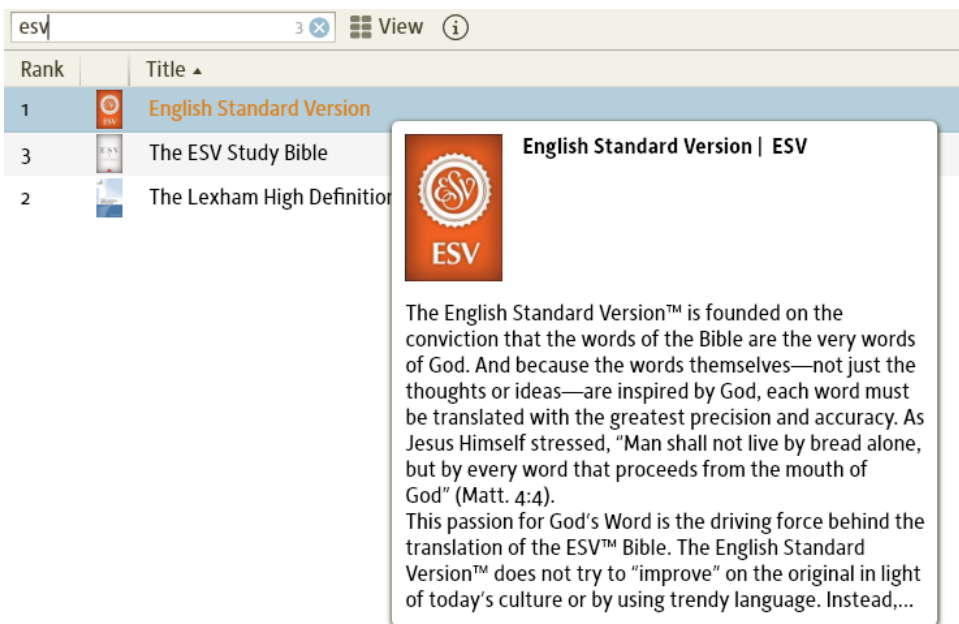 esv 3 View i
Rank Title
1 ESV English Standard Version
3 ESV The ESV Study Bible
2 The Lexham High Definition
English Standard Version | ESV
ESV
ESV
The English Standard Version™ is founded on the
conviction that the words of the Bible are the very words
of God. And because the words themselves—not just the
thoughts or ideas—are inspired by God, each word must
be translated with the greatest precision and accuracy. As
Jesus Himself stressed, “Man shall not live by bread alone,
but by every word that proceeds from the mouth of
God” (Matt. 4:4).
This passion for God’s Word is the driving force behind the
translation of the ESV™ Bible. The English Standard
Version™ does not try to “improve” on the original in light
of today’s culture or by using trendy language. Instead,...